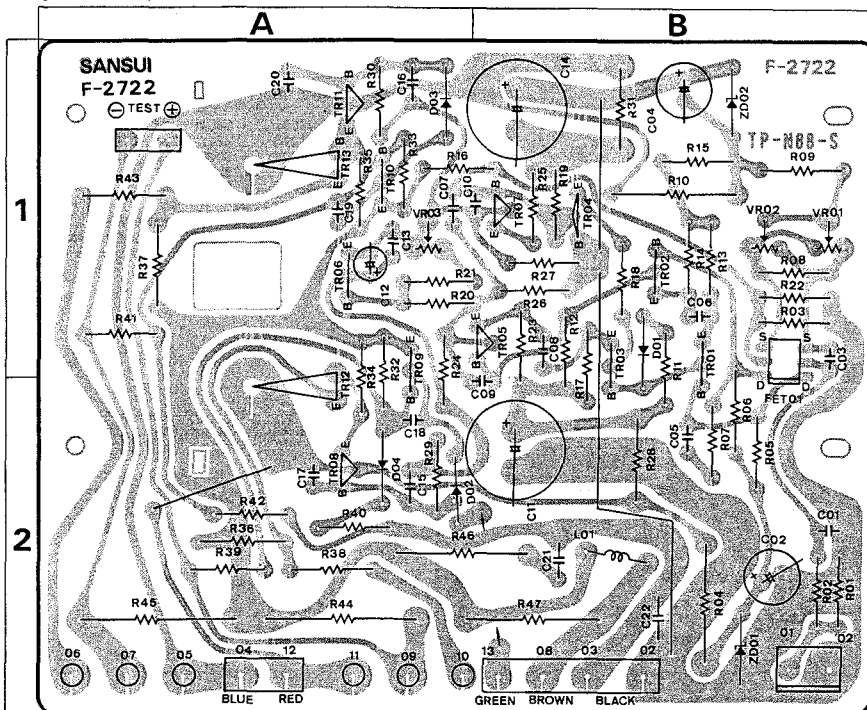 A B
SANSUI
F-2722
⊖ TEST ⊕
F-2722
TP-M88-S
1
2
C20
B
TR11
E
R30
C16
D03
C14
R31
C04
ZD02
R15
R09
R10
R43
TR13
R35
TR10
R33
R16
C07
C10
TR07
R25
R19
TR04
C19
VR03
C13
VR02
VR01
R37
TR06
C12
R21
R20
R27
R26
R18
TR02
R14
R13
R08
R22
R03
C06
R41
TR12
R34
R32
TR09
R24
TR05
R23
C08
R12
R17
TR03
D01
R11
TR01
S S
C03
D D
FET01
C09
C18
R06
R07
C05
R05
TR08
C17
D04
C15
R29
D02
C11
R28
R42
R36
R40
R39
R38
R46
C21
L01
C01
C02
R02
R01
R45
R44
R47
C22
R04
ZD01
06 07 05 04 12 11 09 10 13 08 03 02 01 02
BLUE RED GREEN BROWN BLACK